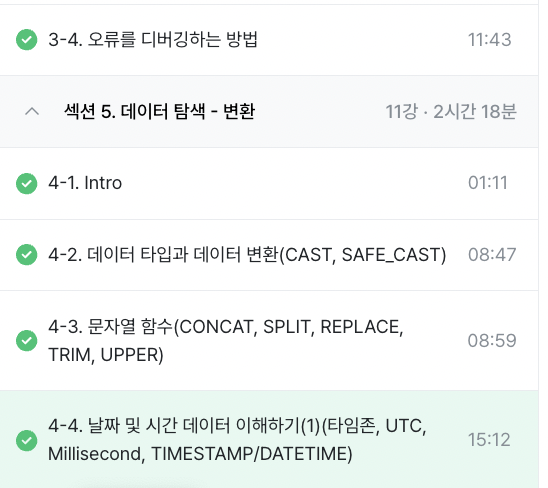 3-4. 오류를 디버깅하는 방법 11:43
섹션 5. 데이터 탐색 - 변환 11강 · 2시간 18분
4-1. Intro 01:11
4-2. 데이터 타입과 데이터 변환(CAST, SAFE_CAST) 08:47
4-3. 문자열 함수(CONCAT, SPLIT, REPLACE,
TRIM, UPPER) 08:59
4-4. 날짜 및 시간 데이터 이해하기(1)(타임존, UTC,
Millisecond, TIMESTAMP/DATETIME) 15:12